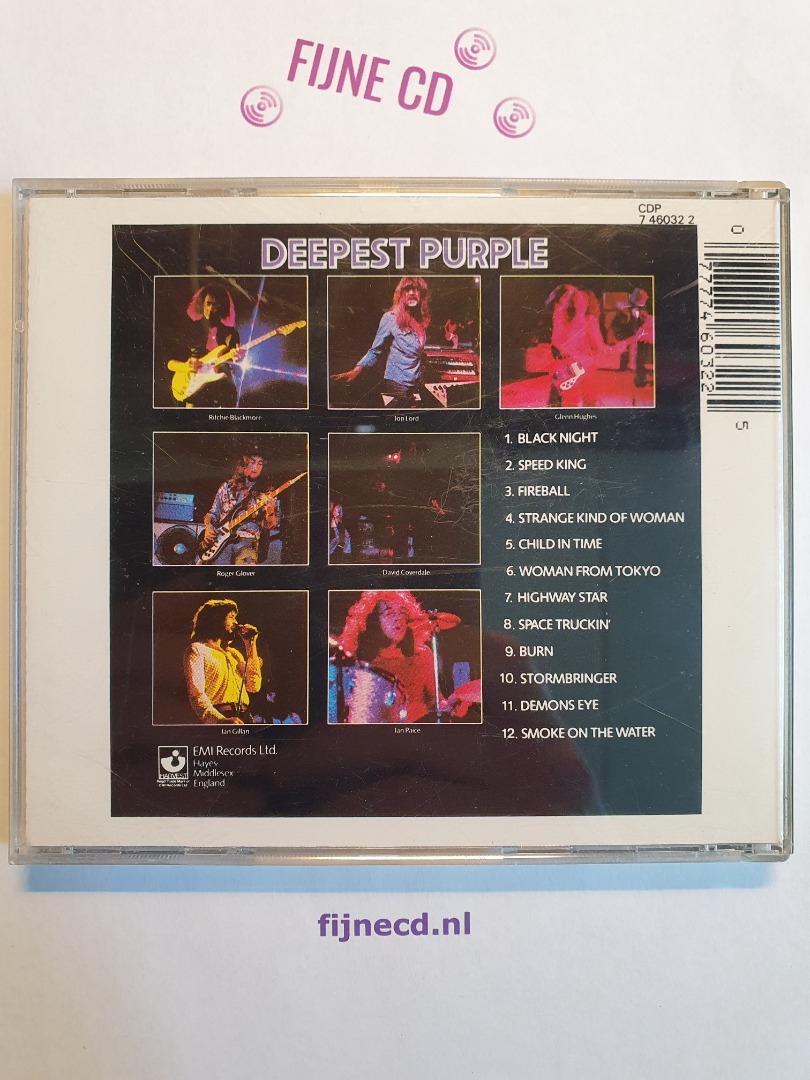 FIJNE CD
CDP
7 46032 2
0 77774 60322 5
DEEPEST PURPLE
Ritchie Blackmore
Jon Lord
Glenn Hughes
Roger Glover
David Coverdale
Ian Gillan
Ian Paice
1. BLACK NIGHT
2. SPEED KING
3. FIREBALL
4. STRANGE KIND OF WOMAN
5. CHILD IN TIME
6. WOMAN FROM TOKYO
7. HIGHWAY STAR
8. SPACE TRUCKIN'
9. BURN
10. STORMBRINGER
11. DEMONS EYE
12. SMOKE ON THE WATER
HARVEST
EMI Records Ltd.
Hayes
Middlesex
England
fijnecd.nl